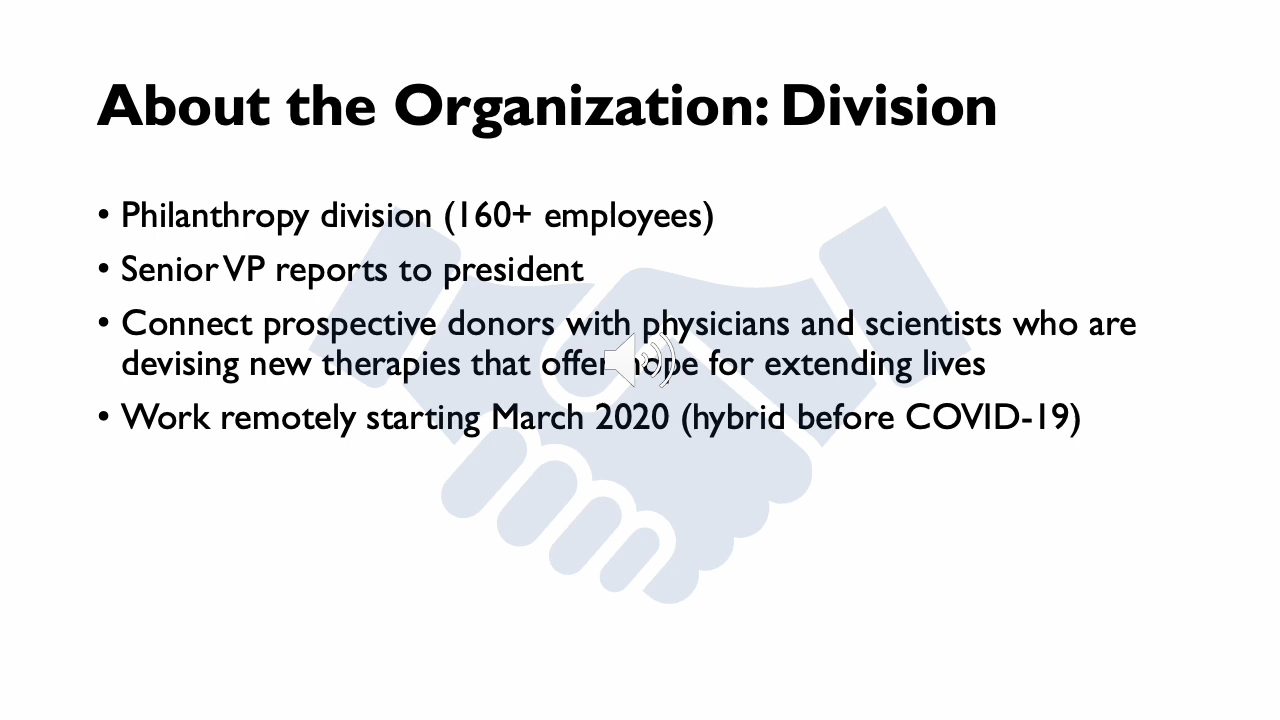 About the Organization: Division
• Philanthropy division (160+ employees)
• Senior VP reports to president
• Connect prospective donors with physicians and scientists who are
devising new therapies that offer hope for extending lives
• Work remotely starting March 2020 (hybrid before COVID-19)